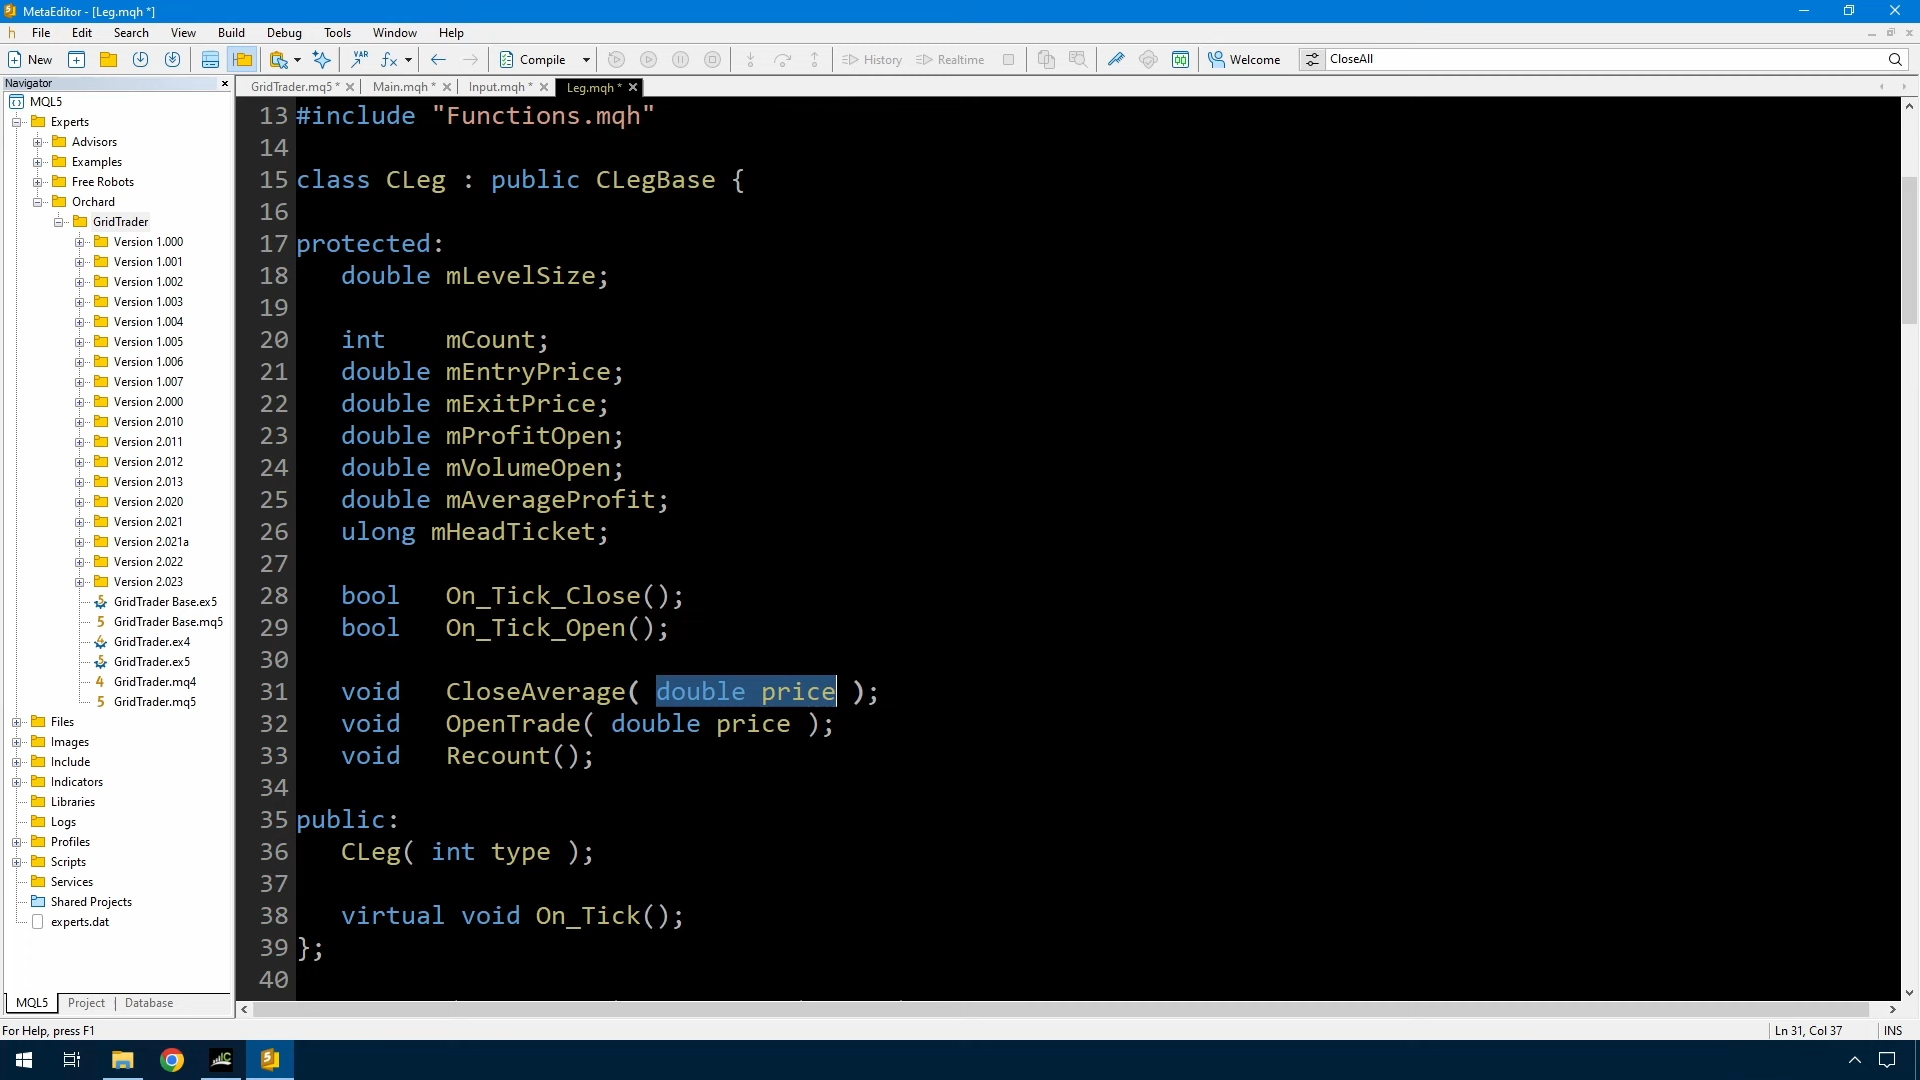 MetaEditor - [Leg.mqh *]
File Edit Search View Build Debug Tools Window Help
New Compile History Realtime Welcome CloseAll
Navigator
GridTrader.mq5 * Main.mqh * Input.mqh * Leg.mqh *
MQL5
Experts
Advisors
Examples
Free Robots
Orchard
GridTrader
Version 1.000
Version 1.001
Version 1.002
Version 1.003
Version 1.004
Version 1.005
Version 1.006
Version 1.007
Version 2.000
Version 2.010
Version 2.011
Version 2.012
Version 2.013
Version 2.020
Version 2.021
Version 2.021a
Version 2.022
Version 2.023
GridTrader Base.ex5
GridTrader Base.mq5
GridTrader.ex4
GridTrader.ex5
GridTrader.mq4
GridTrader.mq5
Files
Images
Include
Indicators
Libraries
Logs
Profiles
Scripts
Services
Shared Projects
experts.dat
MQL5 Project Database
13 #include "Functions.mqh"
14
15 class CLeg : public CLegBase {
16
17 protected:
18 double mLevelSize;
19
20 int mCount;
21 double mEntryPrice;
22 double mExitPrice;
23 double mProfitOpen;
24 double mVolumeOpen;
25 double mAverageProfit;
26 ulong mHeadTicket;
27
28 bool On_Tick_Close();
29 bool On_Tick_Open();
30
31 void CloseAverage( double price );
32 void OpenTrade( double price );
33 void Recount();
34
35 public:
36 CLeg( int type );
37
38 virtual void On_Tick();
39 };
40
For Help, press F1
Ln 31, Col 37 INS